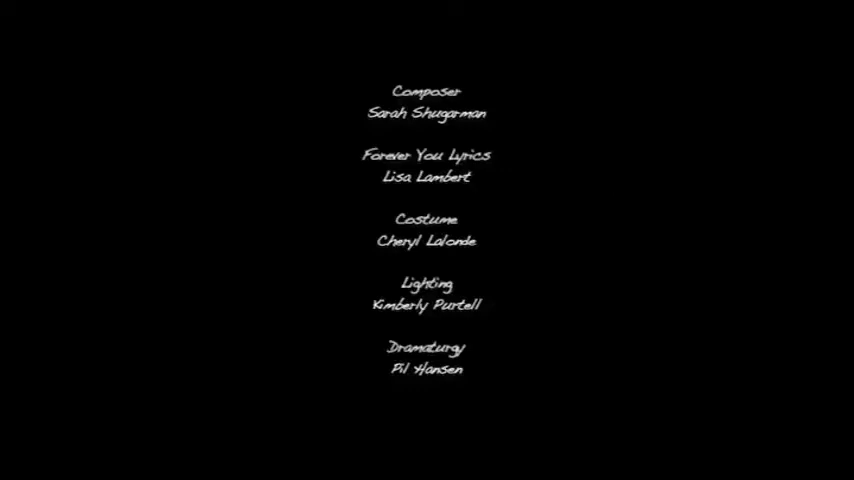 Composer
Sarah Shugarman
Forever You Lyrics
Lisa Lambert
Costume
Cheryl Lalonde
Lighting
Kimberly Purtell
Dramaturgy
Pil Hansen